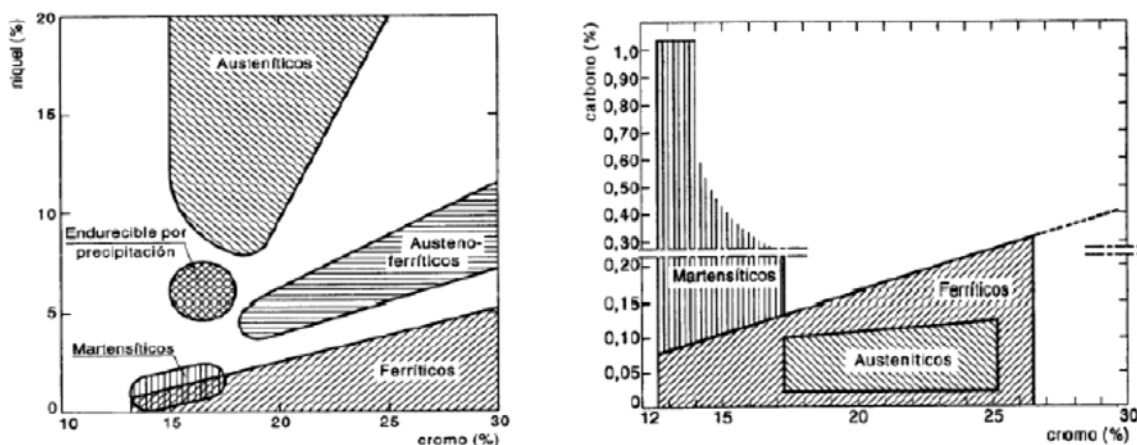 niquel (%)
20
15
10
5
0
Austeníticos
Endurecible por
precipitación
Austeno-
ferríticos
Martensíticos
Ferríticos
10
15
20
25
30
cromo (%)
carbono (%)
1,0
0,90
0,80
0,70
0,60
0,50
0,40
0,30
0,20
0,15
0,10
0,05
0
Martensíticos
Ferríticos
Austeníticos
12
15
20
25
30
cromo (%)